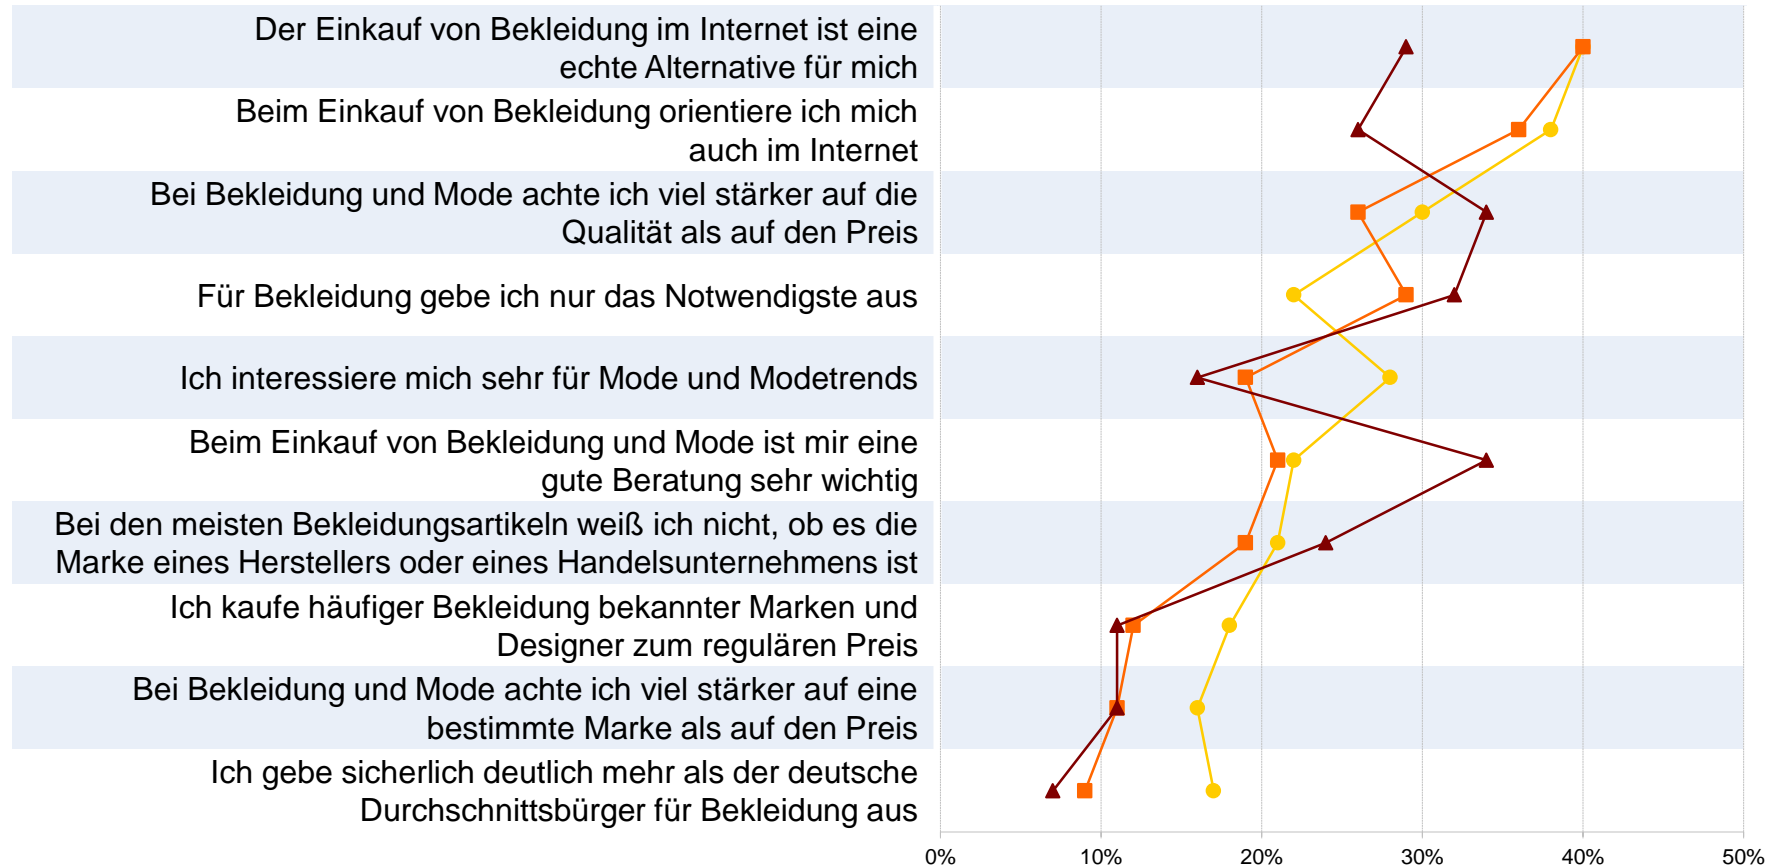 Der Einkauf von Bekleidung im Internet ist eine
echte Alternative für mich
Beim Einkauf von Bekleidung orientiere ich mich
auch im Internet
Bei Bekleidung und Mode achte ich viel stärker auf die
Qualität als auf den Preis
Für Bekleidung gebe ich nur das Notwendigste aus
Ich interessiere mich sehr für Mode und Modetrends
Beim Einkauf von Bekleidung und Mode ist mir eine
gute Beratung sehr wichtig
Bei den meisten Bekleidungsartikeln weiß ich nicht, ob es die
Marke eines Herstellers oder eines Handelsunternehmens ist
Ich kaufe häufiger Bekleidung bekannter Marken und
Designer zum regulären Preis
Bei Bekleidung und Mode achte ich viel stärker auf eine
bestimmte Marke als auf den Preis
Ich gebe sicherlich deutlich mehr als der deutsche
Durchschnittsbürger für Bekleidung aus
0% 10% 20% 30% 40% 50%